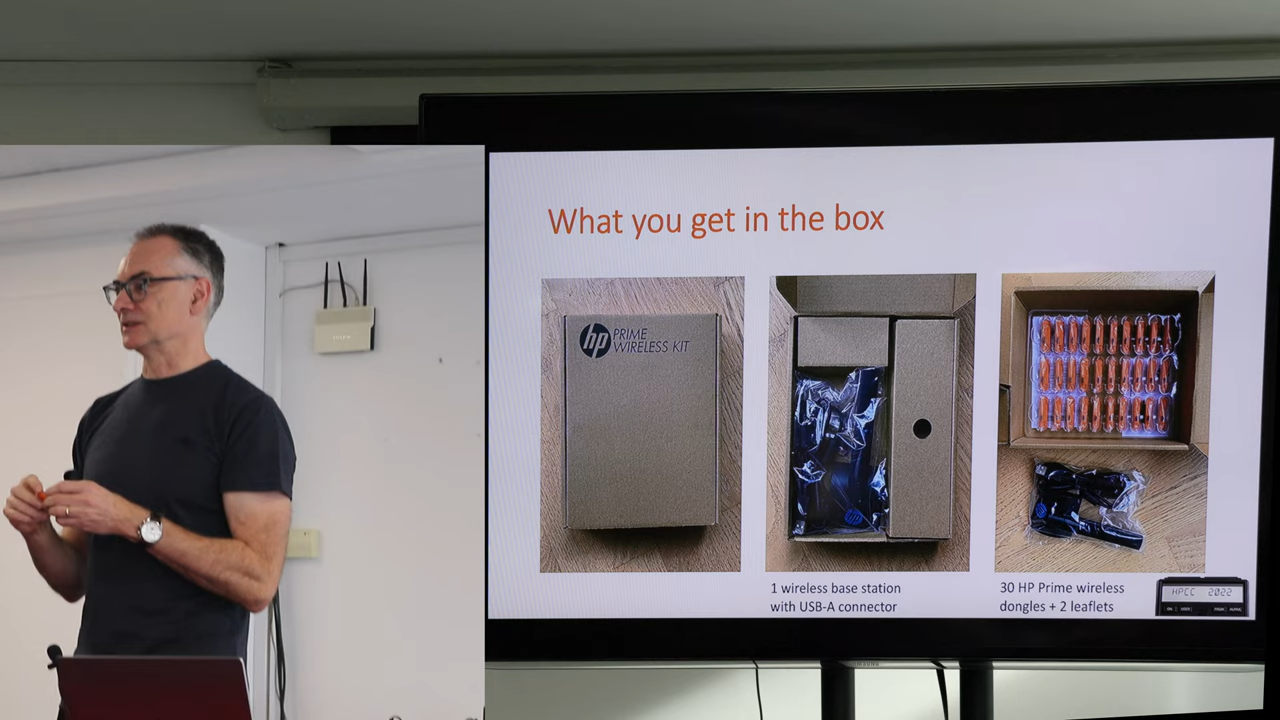 What you get in the box
hp PRIME
WIRELESS KIT
1 wireless base station
with USB-A connector
30 HP Prime wireless
dongles + 2 leaflets
HPCC 2022
SAMSUNG